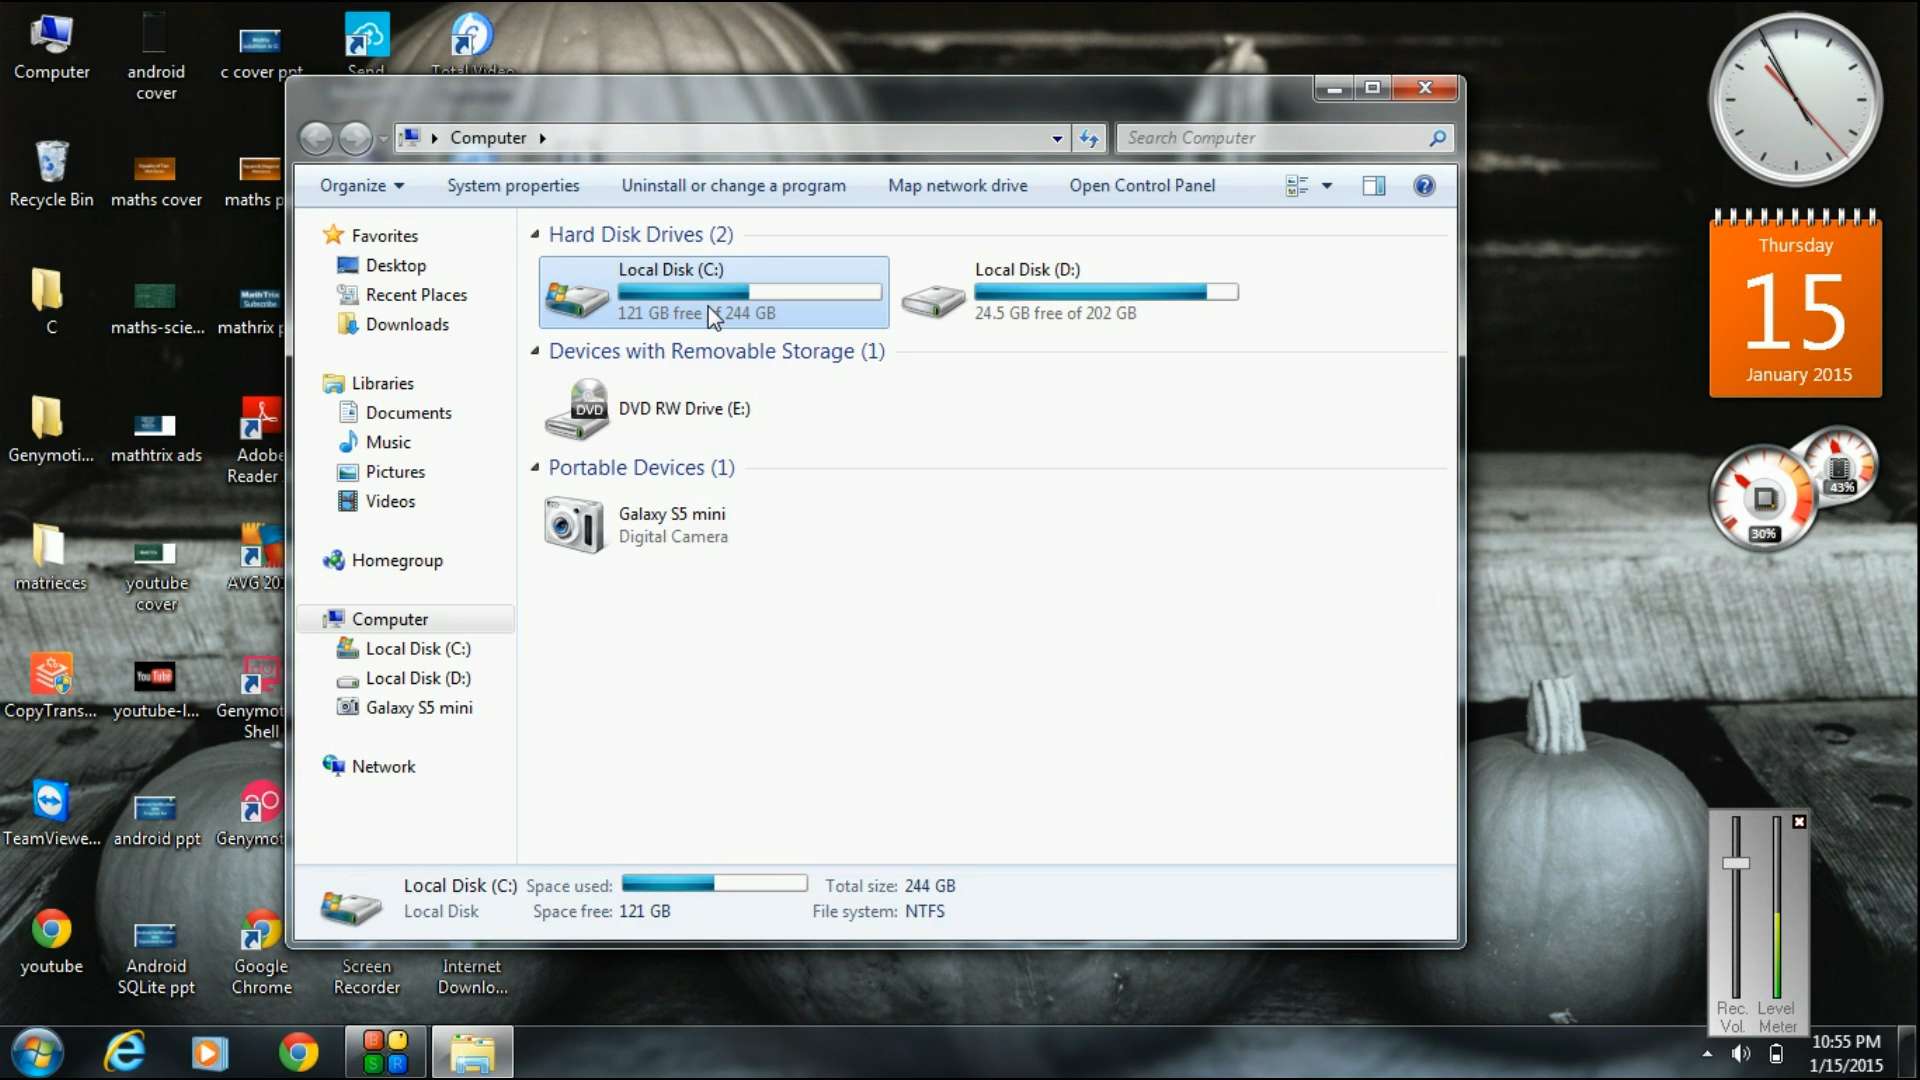 Computer
android
cover
c cover ppt
Send
Total Video
Recycle Bin
maths cover
maths p
C
maths-scie...
mathrix p
Genymoti...
mathtrix ads
Adobe
Reader
matrieces
youtube
cover
AVG 20
CopyTrans...
youtube-l...
Genymot
Shell
TeamViewe...
android ppt
Genymot
youtube
Android
SQLite ppt
Google
Chrome
Screen
Recorder
Internet
Downlo...
Computer
Search Computer
Organize
System properties
Uninstall or change a program
Map network drive
Open Control Panel
Favorites
Desktop
Recent Places
Downloads
Libraries
Documents
Music
Pictures
Videos
Homegroup
Computer
Local Disk (C:)
Local Disk (D:)
Galaxy S5 mini
Network
Hard Disk Drives (2)
Local Disk (C:)
121 GB free of 244 GB
Local Disk (D:)
24.5 GB free of 202 GB
Devices with Removable Storage (1)
DVD
DVD RW Drive (E:)
Portable Devices (1)
Galaxy S5 mini
Digital Camera
Local Disk (C:) Space used: Total size: 244 GB
Local Disk Space free: 121 GB File system: NTFS
Thursday
15
January 2015
43%
30%
Rec. Level
Vol. Meter
You Tube
B
S R
10:55 PM
1/15/2015